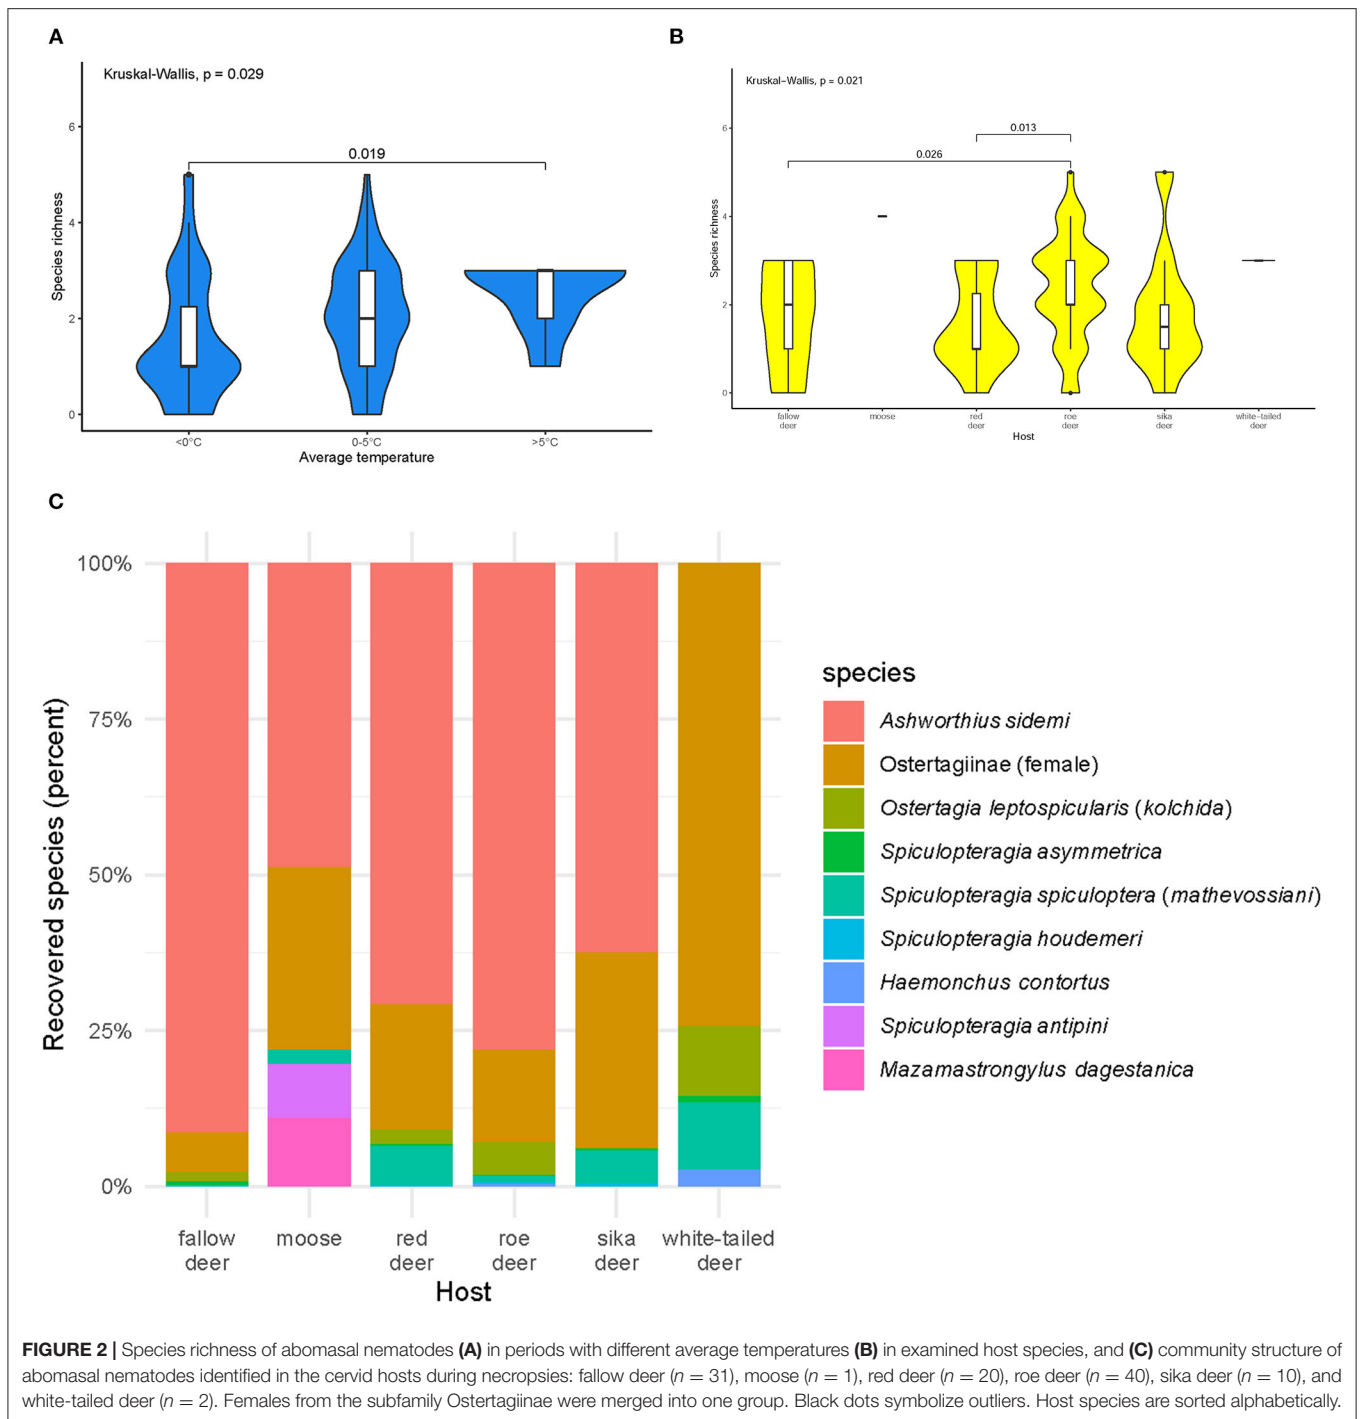 A
Kruskal-Wallis, p = 0.029
0.019
Species richness
6
4
2
0
<0°C
0-5°C
>5°C
Average temperature
B
Kruskal–Wallis, p = 0.021
0.013
0.026
Species richness
6
4
2
0
fallow
deer
moose
red
deer
roe
deer
sika
deer
white–tailed
deer
Host
C
Recovered species (percent)
100%
75%
50%
25%
0%
fallow
deer
moose
red
deer
roe
deer
sika
deer
white-tailed
deer
Host
species
Ashworthius sidemi
Ostertagiinae (female)
Ostertagia leptospicularis (kolchida)
Spiculopteragia asymmetrica
Spiculopteragia spiculoptera (mathevossiani)
Spiculopteragia houdemeri
Haemonchus contortus
Spiculopteragia antipini
Mazamastrongylus dagestanica
FIGURE 2 | Species richness of abomasal nematodes (A) in periods with different average temperatures (B) in examined host species, and (C) community structure of
abomasal nematodes identified in the cervid hosts during necropsies: fallow deer (n = 31), moose (n = 1), red deer (n = 20), roe deer (n = 40), sika deer (n = 10), and
white-tailed deer (n = 2). Females from the subfamily Ostertagiinae were merged into one group. Black dots symbolize outliers. Host species are sorted alphabetically.